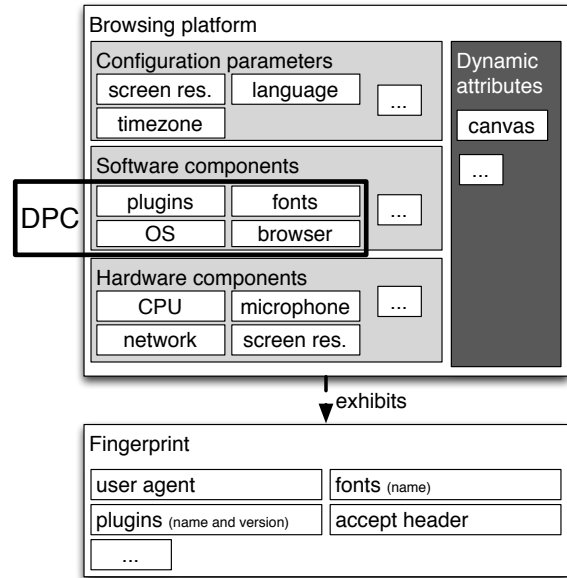 Browsing platform
Configuration parameters
screen res.
language
...
timezone
Dynamic
attributes
canvas
...
Software components
DPC
plugins
fonts
...
OS
browser
Hardware components
CPU
microphone
...
network
screen res.
exhibits
Fingerprint
user agent
fonts (name)
plugins (name and version)
accept header
...